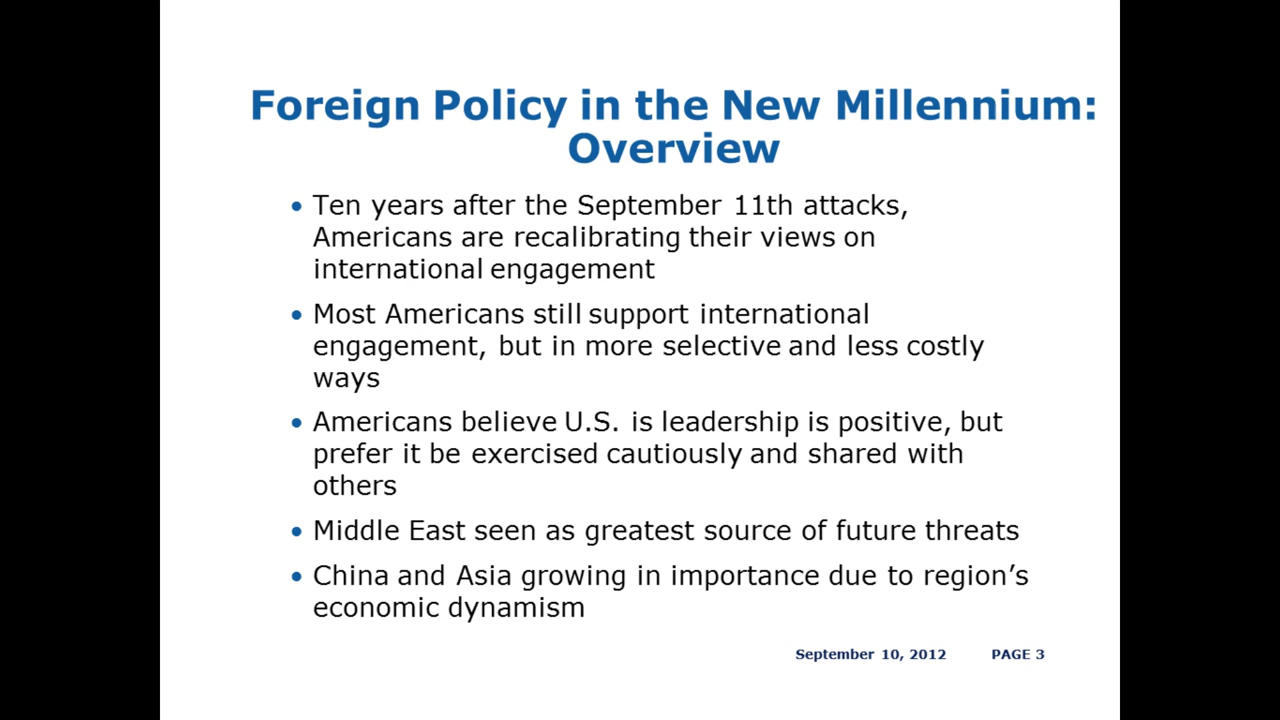 Foreign Policy in the New Millennium:
Overview
• Ten years after the September 11th attacks,
Americans are recalibrating their views on
international engagement
• Most Americans still support international
engagement, but in more selective and less costly
ways
• Americans believe U.S. is leadership is positive, but
prefer it be exercised cautiously and shared with
others
• Middle East seen as greatest source of future threats
• China and Asia growing in importance due to region’s
economic dynamism
September 10, 2012 PAGE 3